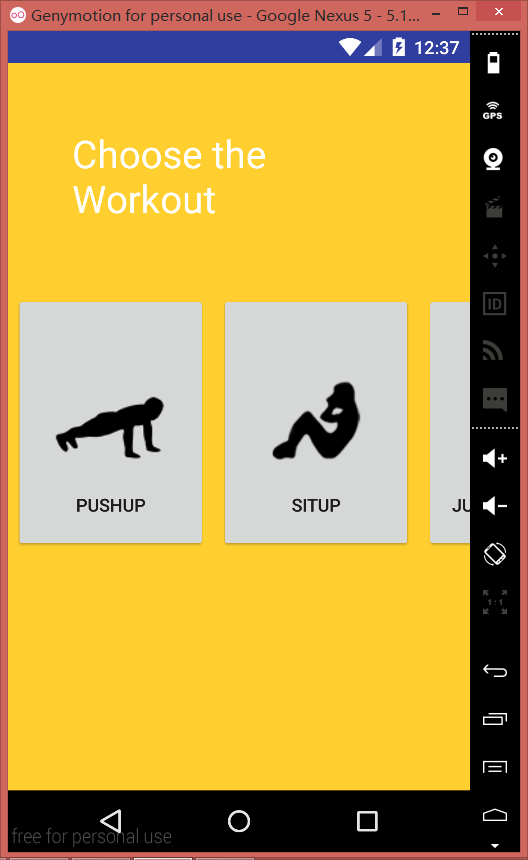 Genymotion for personal use - Google Nexus 5 - 5.1...
12:37
GPS
Choose the
Workout
ID
PUSHUP
SITUP
JU
1:1
free for personal use